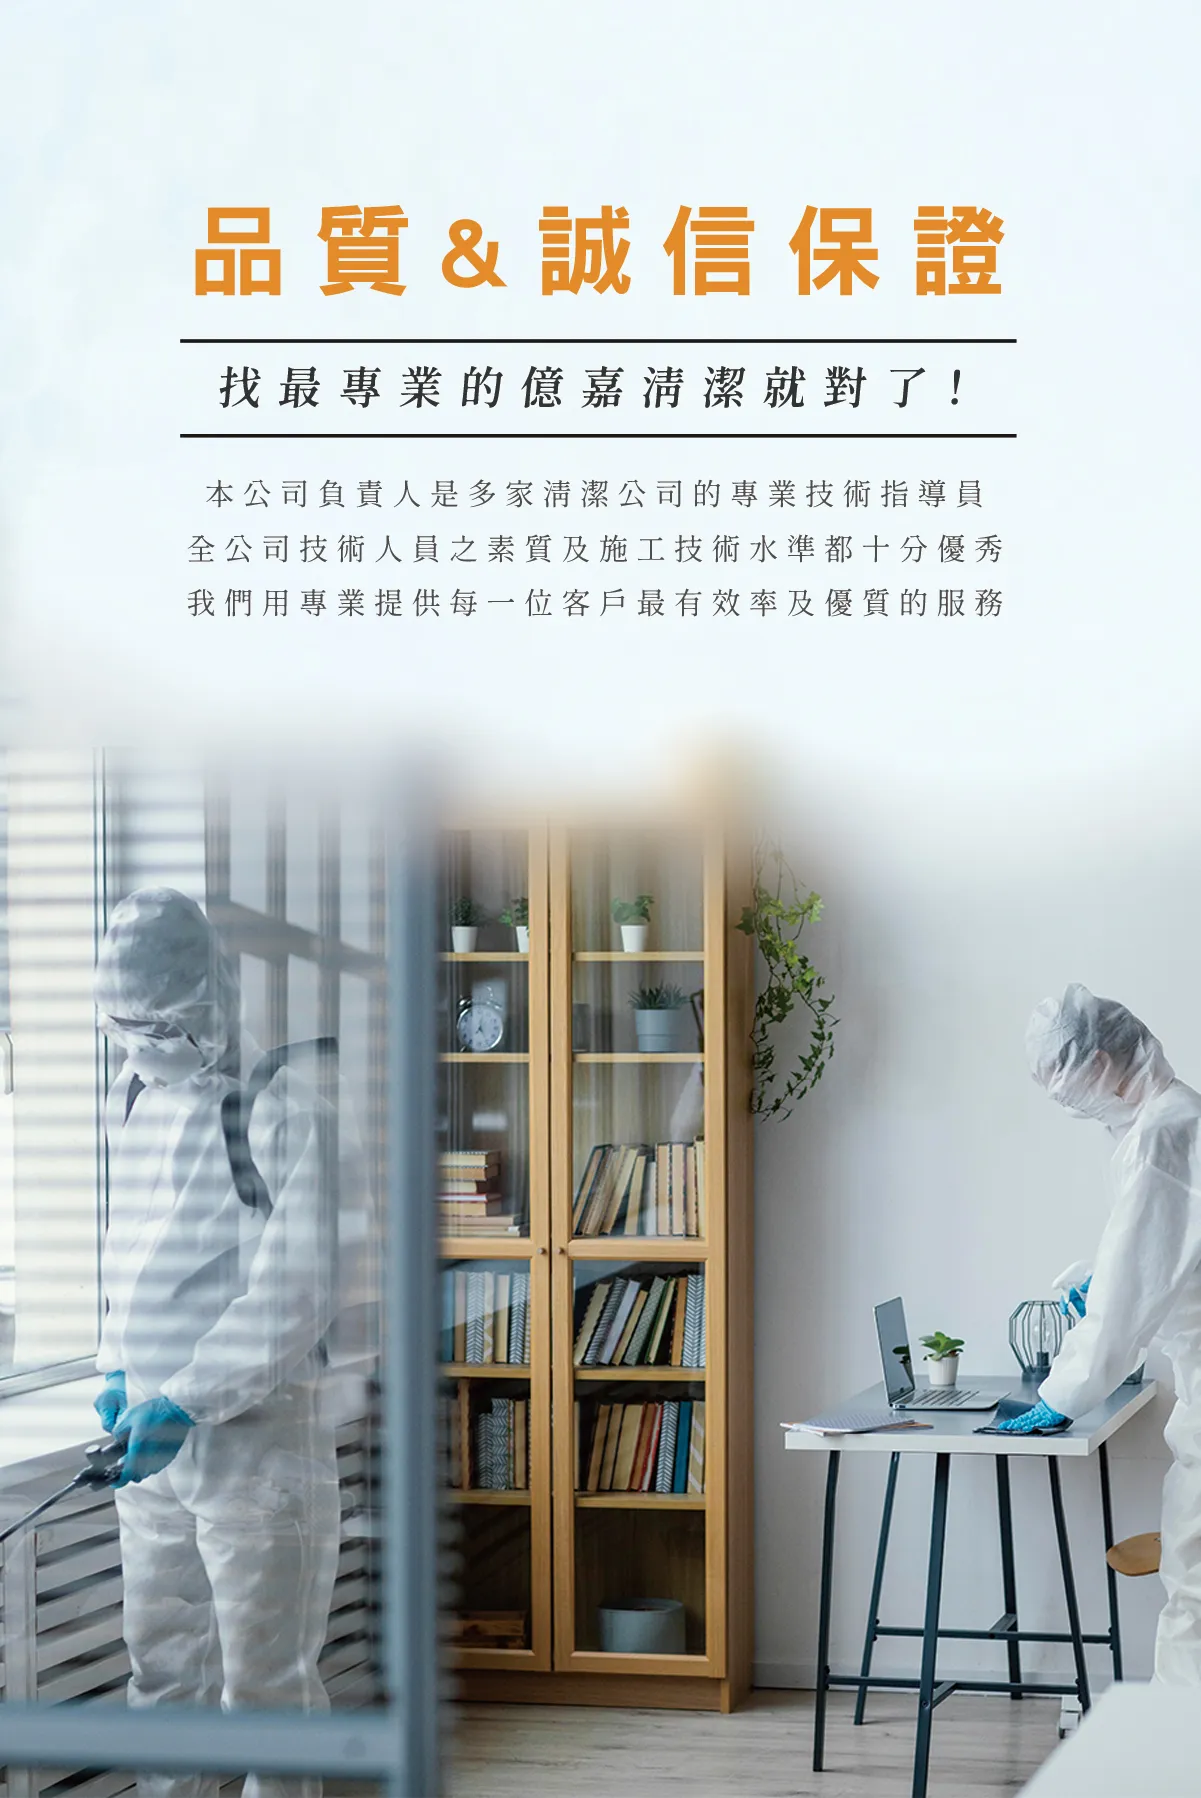 品質&誠信保證
找最專業的億嘉清潔就對了!
本公司負責人是多家清潔公司的專業技術指導員
全公司技術人員之素質及施工技術水準都十分優秀
我們用專業提供每一位客戶最有效率及優質的服務